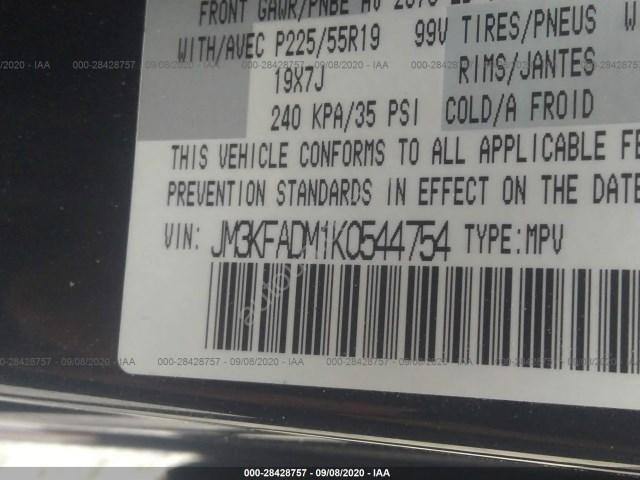 FRONT GAWR/PNBE AV
WITH/AVEC P225/55R19 99V TIRES/PNEUS W
19X7J RIMS/JANTES
240 KPA/35 PSI COLD/A FROID
THIS VEHICLE CONFORMS TO ALL APPLICABLE FE
PREVENTION STANDARDS IN EFFECT ON THE DATE
VIN: JM3KFADM1K0544754 TYPE:MPV
000-28428757 - 09/08/2020 - IAA
000-28428757 - 09/08/2020 - IAA
000-28428757 - 09/08/2020 - IAA